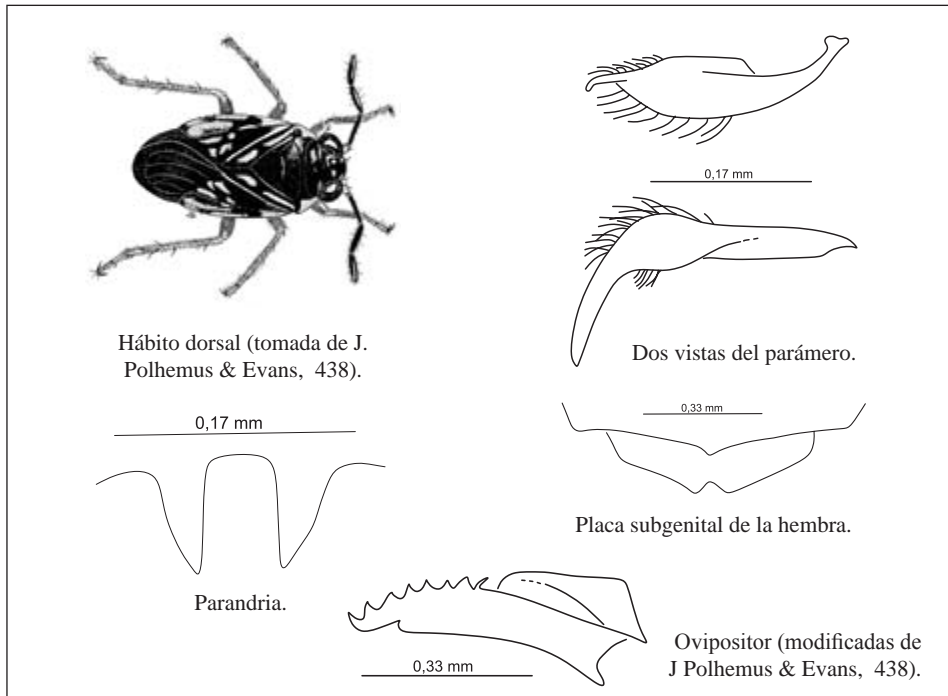 0,17 mm
Hábito dorsal (tomada de J.
Polhemus & Evans, 438).
Dos vistas del parámero.
0,17 mm
0,33 mm
Placa subgenital de la hembra.
Parandria.
0,33 mm
Ovipositor (modificadas de
J Polhemus & Evans, 438).